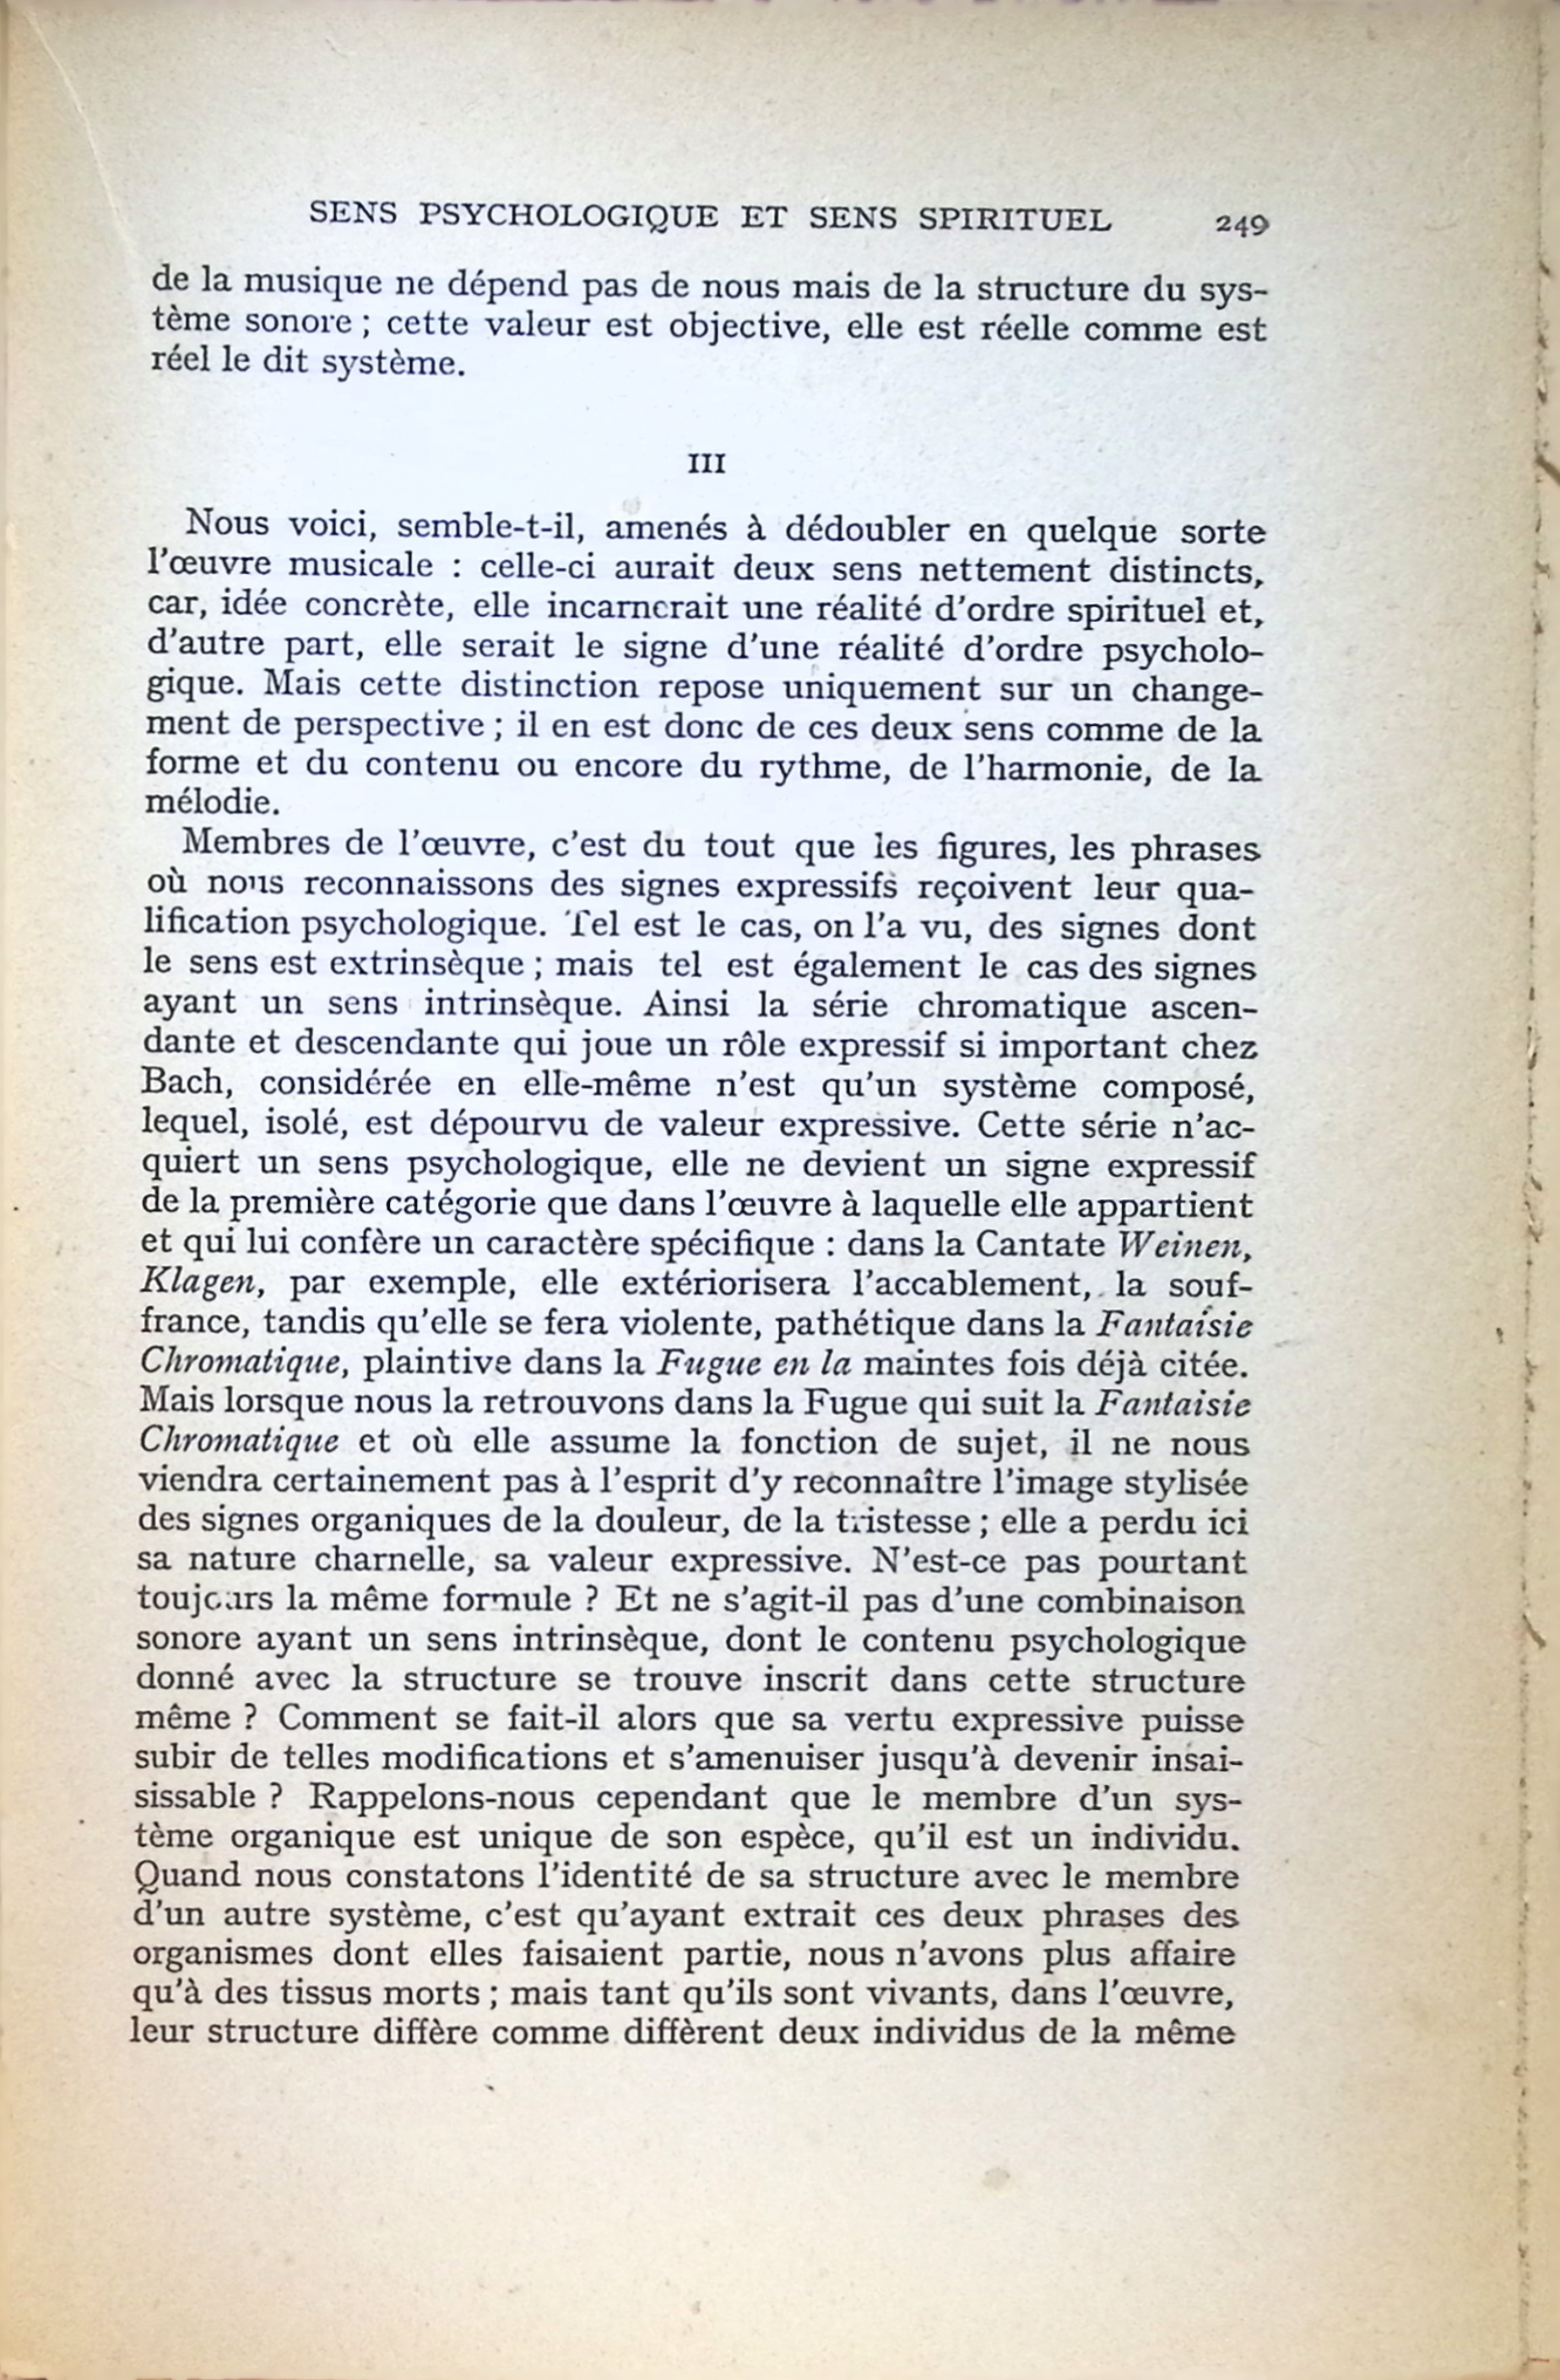 SENS PSYCHOLOGIQUE ET SENS SPIRITUEL 249
de la musique ne dépend pas de nous mais de la structure du sys-
tème sonore ; cette valeur est objective, elle est réelle comme est
réel le dit système.
III
Nous voici, semble-t-il, amenés à dédoubler en quelque sorte
l'œuvre musicale : celle-ci aurait deux sens nettement distincts,
car, idée concrète, elle incarnerait une réalité d'ordre spirituel et,
d'autre part, elle serait le signe d'une réalité d'ordre psycholo-
gique. Mais cette distinction repose uniquement sur un change-
ment de perspective ; il en est donc de ces deux sens comme de la
forme et du contenu ou encore du rythme, de l'harmonie, de la
mélodie.
Membres de l'œuvre, c'est du tout que les figures, les phrases
où nous reconnaissons des signes expressifs reçoivent leur qua-
lification psychologique. Tel est le cas, on l'a vu, des signes dont
le sens est extrinsèque ; mais tel est également le cas des signes
ayant un sens intrinsèque. Ainsi la série chromatique ascen-
dante et descendante qui joue un rôle expressif si important chez
Bach, considérée en elle-même n'est qu'un système composé,
lequel, isolé, est dépourvu de valeur expressive. Cette série n'ac-
quiert un sens psychologique, elle ne devient un signe expressif
de la première catégorie que dans l'œuvre à laquelle elle appartient
et qui lui confère un caractère spécifique : dans la Cantate Weinen,
Klagen, par exemple, elle extériorisera l'accablement, la souf-
france, tandis qu'elle se fera violente, pathétique dans la Fantaisie
Chromatique, plaintive dans la Fugue en la maintes fois déjà citée.
Mais lorsque nous la retrouvons dans la Fugue qui suit la Fantaisie
Chromatique et où elle assume la fonction de sujet, il ne nous
viendra certainement pas à l'esprit d'y reconnaître l'image stylisée
des signes organiques de la douleur, de la tristesse ; elle a perdu ici
sa nature charnelle, sa valeur expressive. N'est-ce pas pourtant
toujours la même formule ? Et ne s'agit-il pas d'une combinaison
sonore ayant un sens intrinsèque, dont le contenu psychologique
donné avec la structure se trouve inscrit dans cette structure
même ? Comment se fait-il alors que sa vertu expressive puisse
subir de telles modifications et s'amenuiser jusqu'à devenir insai-
sissable ? Rappelons-nous cependant que le membre d'un sys-
tème organique est unique de son espèce, qu'il est un individu.
Quand nous constatons l'identité de sa structure avec le membre
d'un autre système, c'est qu'ayant extrait ces deux phrases des
organismes dont elles faisaient partie, nous n'avons plus affaire
qu'à des tissus morts ; mais tant qu'ils sont vivants, dans l'œuvre,
leur structure diffère comme diffèrent deux individus de la même